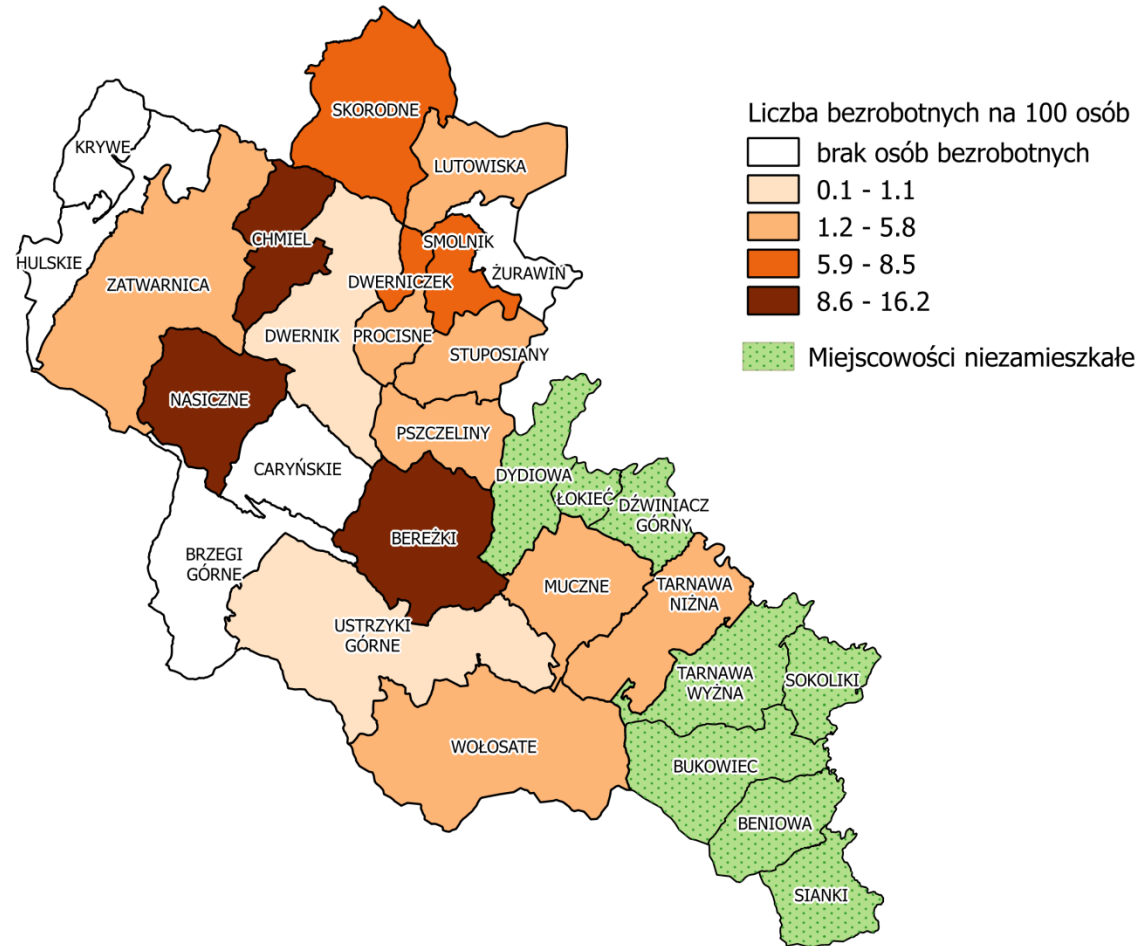 SKORODNE
KRYWE
LUTOWISKA
CHMIEL
SMOLNIK
HULSKIE
ŻURAWIŃ
ZATWARNICA
DWERNICZEK
DWERNIK
PROCISNE
STUPOSIANY
NASICZNE
PSZCZELINY
CARYŃSKIE
DYDIOWA
ŁOKIEĆ
DŹWINIACZ
GÓRNY
BEREŻKI
BRZEGI
GÓRNE
MUCZNE
TARNAWA
NIŻNA
USTRZYKI
GÓRNE
TARNAWA
WYŻNA
SOKOLIKI
WOŁOSATE
BUKOWIEC
BENIOWA
SIANKI
Liczba bezrobotnych na 100 osób
brak osób bezrobotnych
0.1 - 1.1
1.2 - 5.8
5.9 - 8.5
8.6 - 16.2
Miejscowości niezamieszkałe